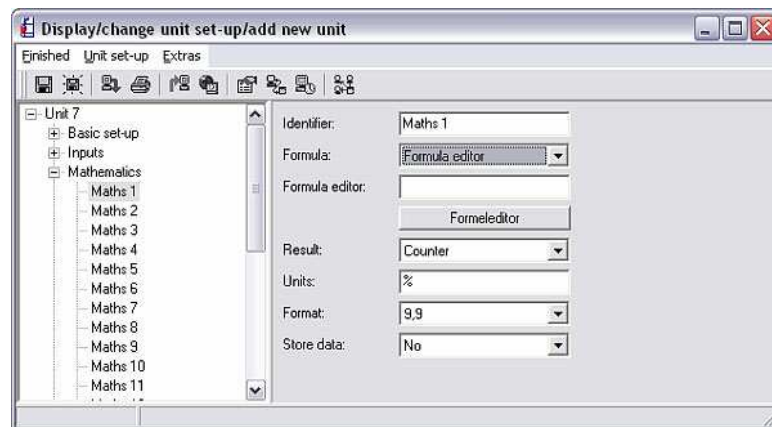 Display/change unit set-up/add new unit
Finished Unit set-up Extras
Unit 7
Basic set-up
Inputs
Mathematics
Maths 1
Maths 2
Maths 3
Maths 4
Maths 5
Maths 6
Maths 7
Maths 8
Maths 9
Maths 10
Maths 11
Identifier: Maths 1
Formula: Formula editor
Formula editor:
Formeleditor
Result: Counter
Units: %
Format: 9,9
Store data: No